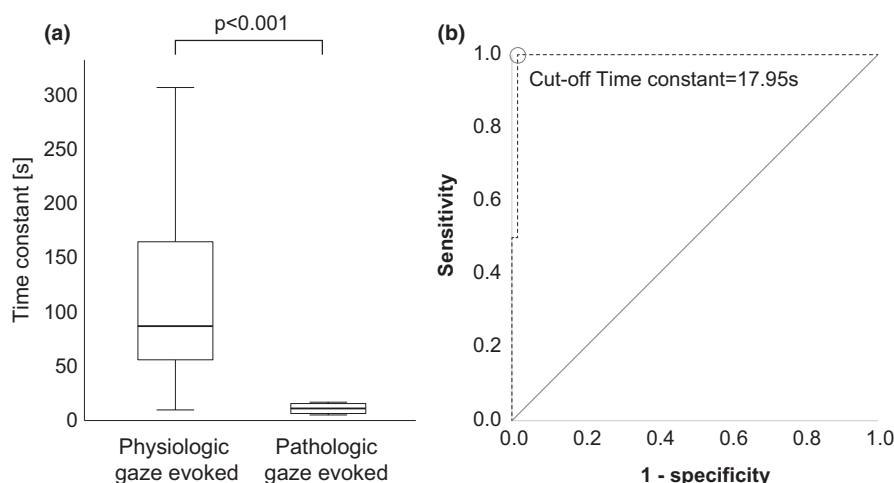 (a)
p<0.001
Time constant [s]
300
250
200
150
100
50
0
Physiologic
gaze evoked
Pathologic
gaze evoked
(b)
1.0
Cut-off Time constant=17.95s
0.8
0.6
0.4
0.2
0.0
Sensitivity
0.0 0.2 0.4 0.6 0.8 1.0
1 - specificity